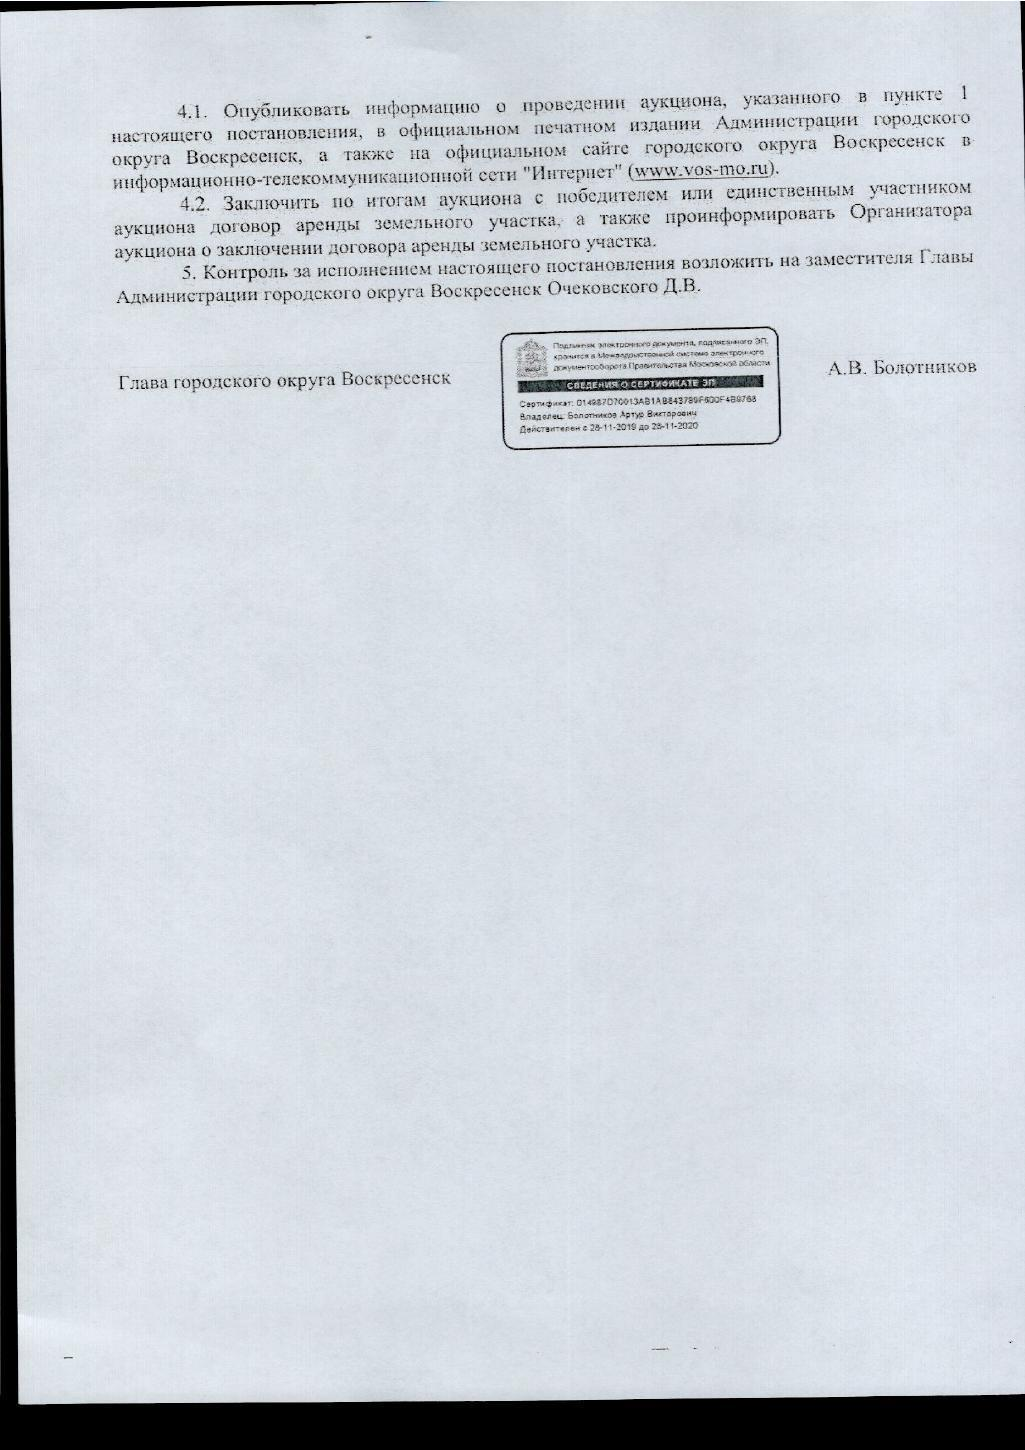 4.1. Опубликовать информацию о проведении аукциона, указанного в пункте 1
настоящего постановления, в официальном печатном издании Администрации городского
округа Воскресенск, а также на официальном сайте городского округа Воскресенск в
информационно-телекоммуникационной сети "Интернет" (www.vos-mo.ru).
4.2. Заключить по итогам аукциона с победителем или единственным участником
аукциона договор аренды земельного участка, а также проинформировать Организатора
аукциона о заключении договора аренды земельного участка.
5. Контроль за исполнением настоящего постановления возложить на заместителя Главы
Администрации городского округа Воскресенск Очековского Д.В.
Глава городского округа Воскресенск
Подлинник электронного документа, подписанного ЭП,
хранится в Межведомственной системе электронного
документооборота Правительства Московской области
СВЕДЕНИЯ О СЕРТИФИКАТЕ ЭП
Сертификат:
Владелец: Болотников Артур Викторович
Действителен с 28-11-2019 до 28-11-2020
А.В. Болотников